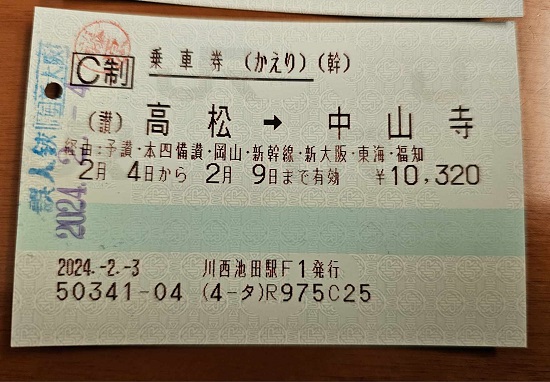 C制 乗車券 (かえり) (幹)
(讃) 高松 → 中山寺
経由:予讃・本四備讃・岡山・新幹線・新大阪・東海・福知
2月 4日から 2月 9日まで有効 ¥10,320
2024.-2.-3 川西池田駅F1発行
50341-04 (4-タ)R975C25
2024.2.-4